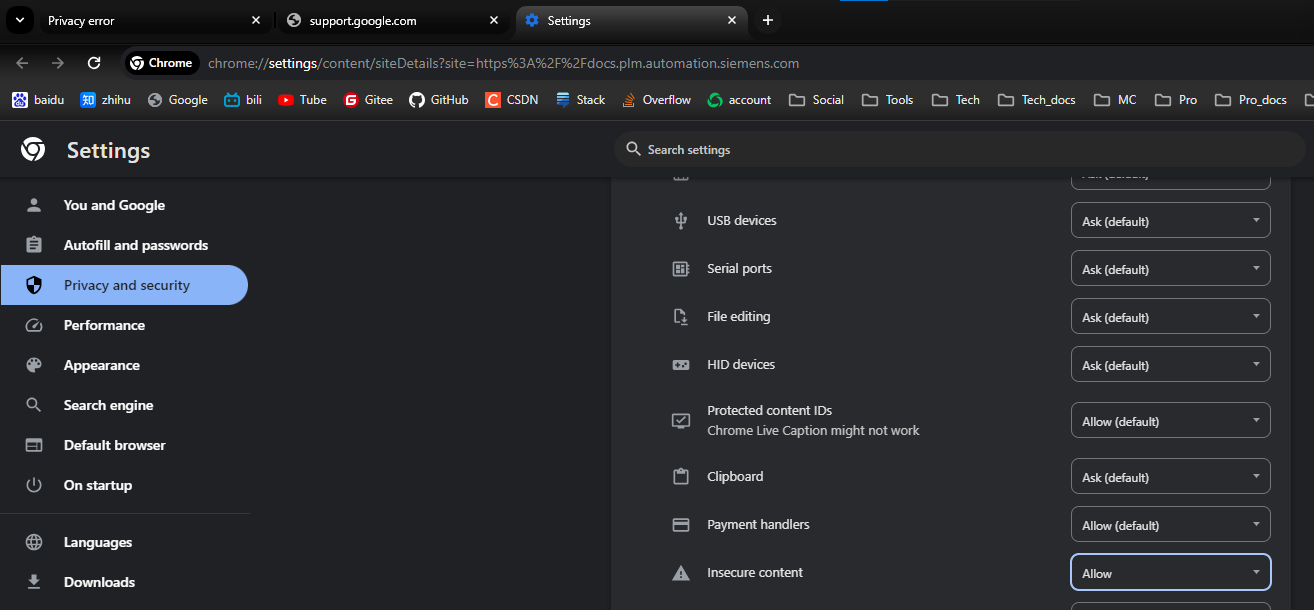 Privacy error
support.google.com
Settings
Chrome
chrome://settings/content/siteDetails?site=https%3A%2F%2Fdocs.plm.automation.siemens.com
baidu
知 zhihu
Google
bili
Tube
Gitee
GitHub
C CSDN
Stack
Overflow
account
Social
Tools
Tech
Tech_docs
MC
Pro
Pro_docs
Settings
Search settings
You and Google
Autofill and passwords
Privacy and security
Performance
Appearance
Search engine
Default browser
On startup
Languages
Downloads
USB devices
Ask (default)
Serial ports
Ask (default)
File editing
Ask (default)
HID devices
Ask (default)
Protected content IDs
Chrome Live Caption might not work
Allow (default)
Clipboard
Ask (default)
Payment handlers
Allow (default)
Insecure content
Allow